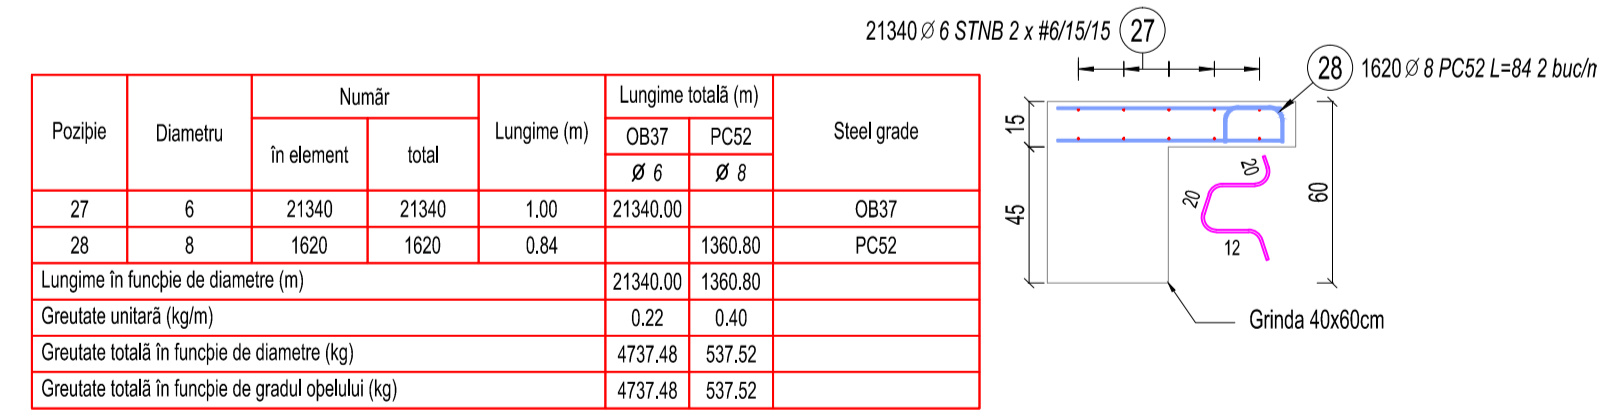 21340 Ø 6 STNB 2 x #6/15/15 27
28 1620 Ø 8 PC52 L=84 2 buc/m
Poziþie Diametru Numãr Lungime (m) Lungime totalã (m) Steel grade
în element total OB37 PC52
Ø 6 Ø 8
27 6 21340 21340 1.00 21340.00 OB37
28 8 1620 1620 0.84 1360.80 PC52
Lungime în funcþie de diametre (m) 21340.00 1360.80
Greutate unitarã (kg/m) 0.22 0.40
Greutate totalã în funcþie de diametre (kg) 4737.48 537.52
Greutate totalã în funcþie de gradul oþelului (kg) 4737.48 537.52
15
45
60
20
20
12
Grinda 40x60cm